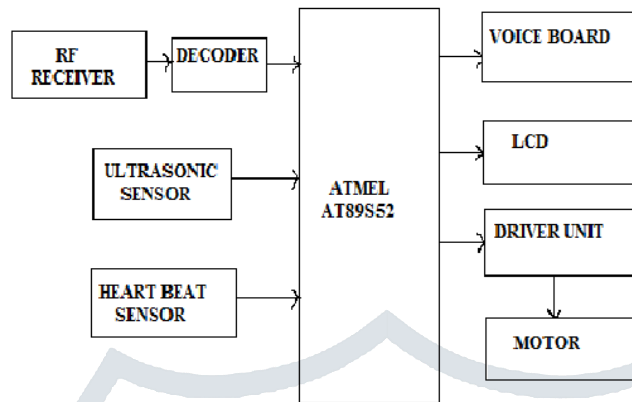 RF
RECEIVER
DECODER
ULTRASONIC
SENSOR
HEART BEAT
SENSOR
ATMEL
AT89S52
VOICE BOARD
LCD
DRIVER UNIT
MOTOR